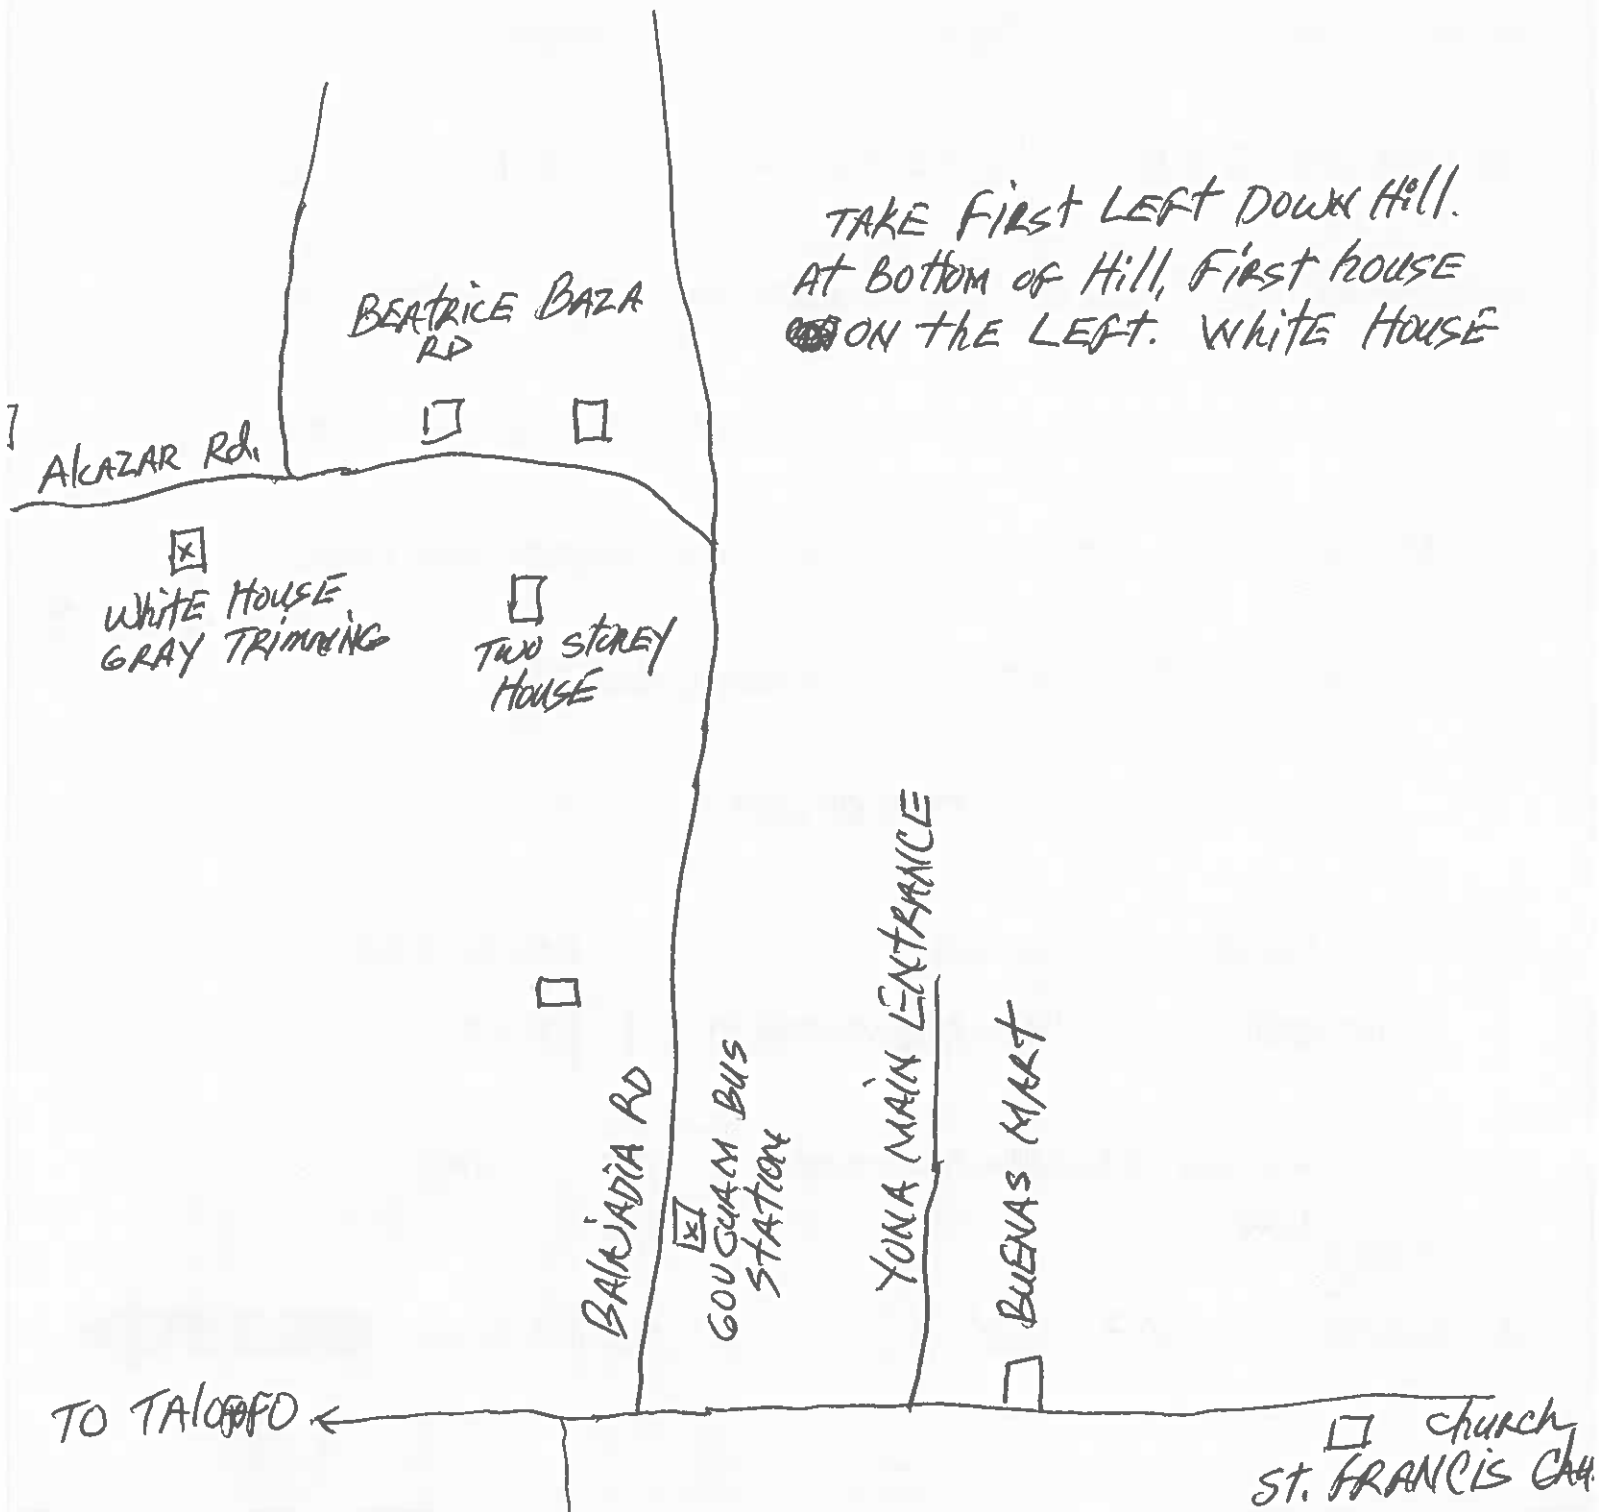 TAKE FIRST LEFT DOWN HILL.
At Bottom OF Hill, FIRST house
ON thE LEFT. WhitE HOUSE
BEAtRiCE BAZA
RD
AlCAZAR Rd.
WhitE HOUSE
GRAY TRIMMING
TWO StOREY
HOUSE
BALAJADIA RD
GOUGUAM BUS
STATION
YONA MAIN ENTRANCE
BUENAS MART
TO TALOFOFO
Church
St. FRANCIS